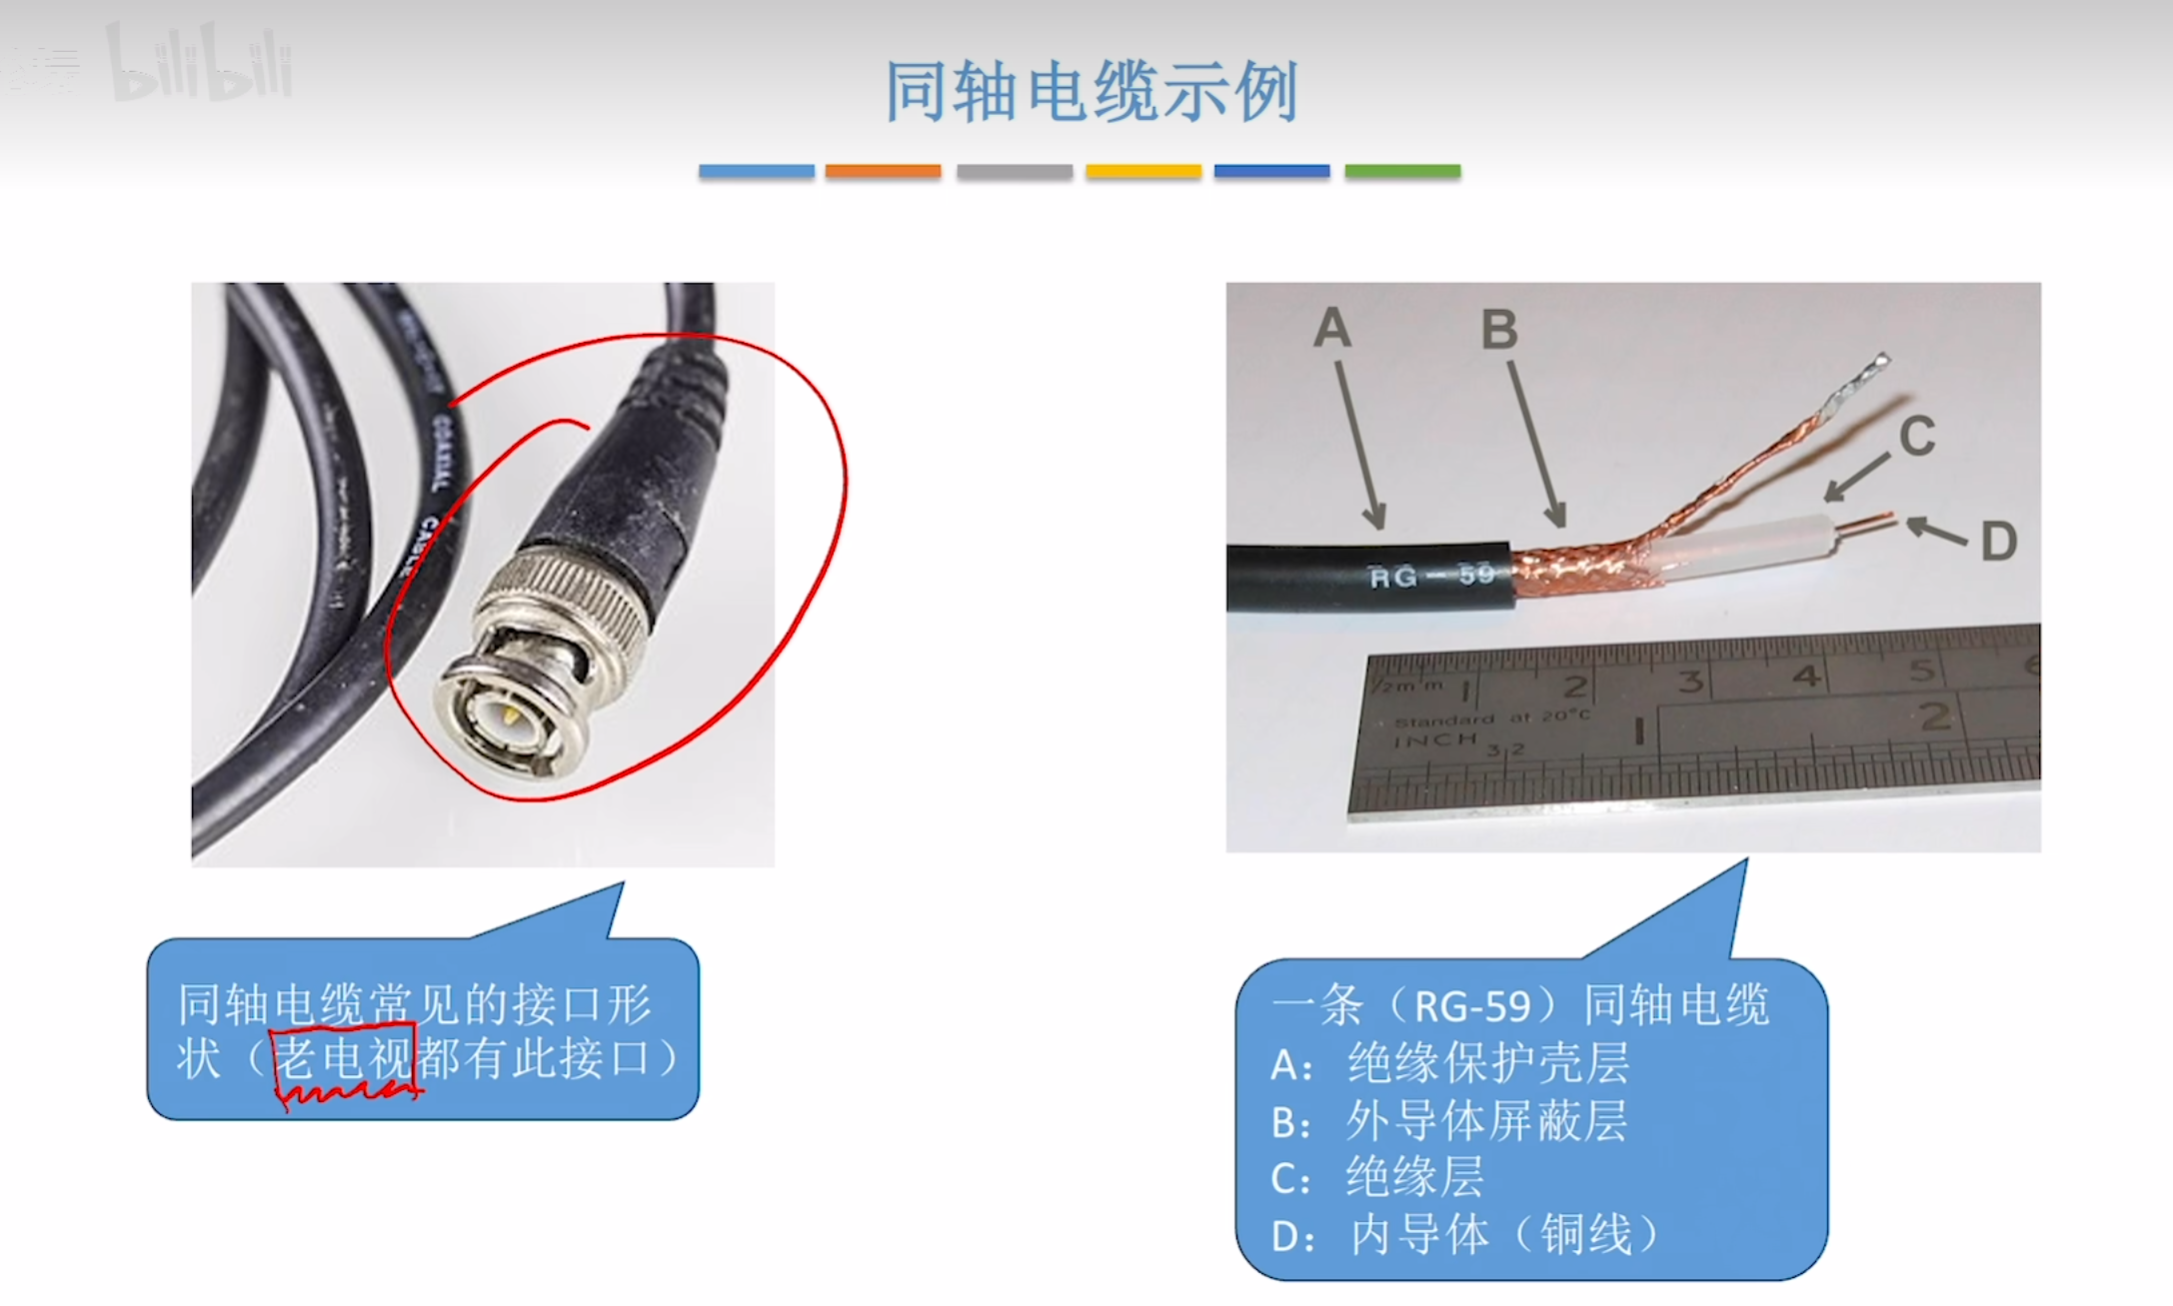 bilibili
同轴电缆示例
COAXIAL CABLE
A
B
C
D
RG-59
1/2mm 1 2 3 4 5 6
Standard at 20°C
INCH 32 1 2
同轴电缆常见的接口形
状（老电视都有此接口）
一条（RG-59）同轴电缆
A：绝缘保护壳层
B：外导体屏蔽层
C：绝缘层
D：内导体（铜线）